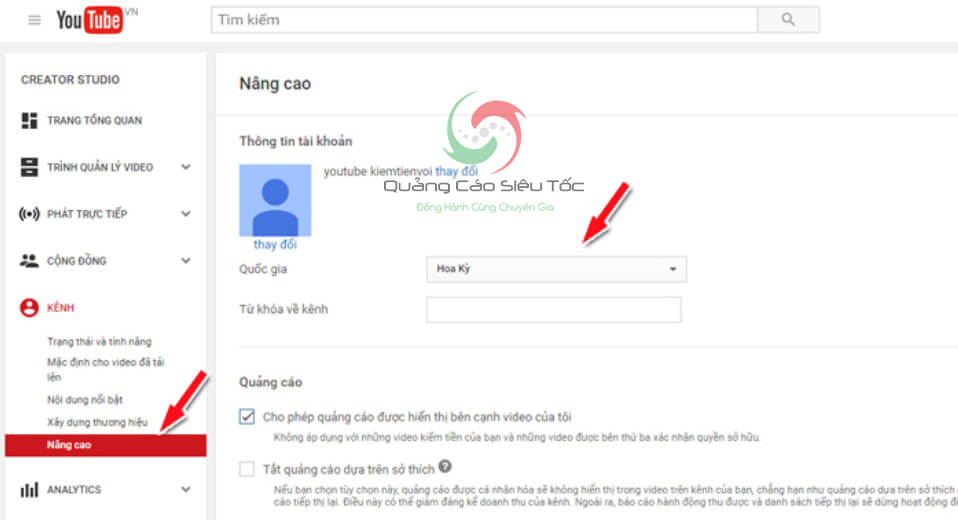 YouTube VN
Tìm kiếm
CREATOR STUDIO
TRANG TỔNG QUAN
TRÌNH QUẢN LÝ VIDEO
PHÁT TRỰC TIẾP
CỘNG ĐỒNG
KÊNH
Trạng thái và tính năng
Mặc định cho video đã tải
lên
Nội dung nổi bật
Xây dựng thương hiệu
Nâng cao
ANALYTICS
Nâng cao
Thông tin tài khoản
youtube kiemtienvoi thay đổi
Quảng Cáo Siêu Tốc
Đồng Hành Cùng Chuyên Gia
thay đổi
Quốc gia
Hoa Kỳ
Từ khóa về kênh
Quảng cáo
Cho phép quảng cáo được hiển thị bên cạnh video của tôi
Không áp dụng với những video kiếm tiền của bạn và những video được bên thứ ba xác nhận quyền sở hữu.
Tắt quảng cáo dựa trên sở thích ?
Nếu bạn chọn tùy chọn này, quảng cáo được cá nhân hóa sẽ không hiển thị trong video trên kênh của bạn, chẳng hạn như quảng cáo dựa trên sở thích
cáo tiếp thị lại. Điều này có thể giảm đáng kể doanh thu của kênh. Ngoài ra, báo cáo hành động thu được và danh sách tiếp thị lại sẽ dừng hoạt động